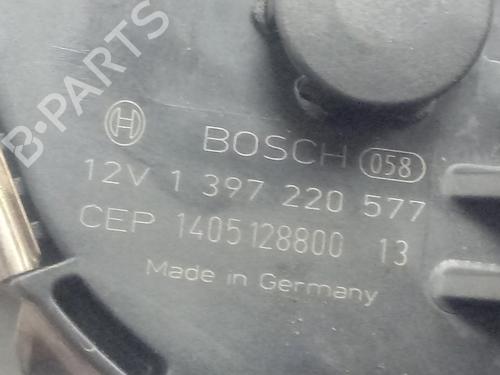 BOSCH 058
12V 1 397 220 577
CEP 1405128800 13
Made in Germany
B-PARTS